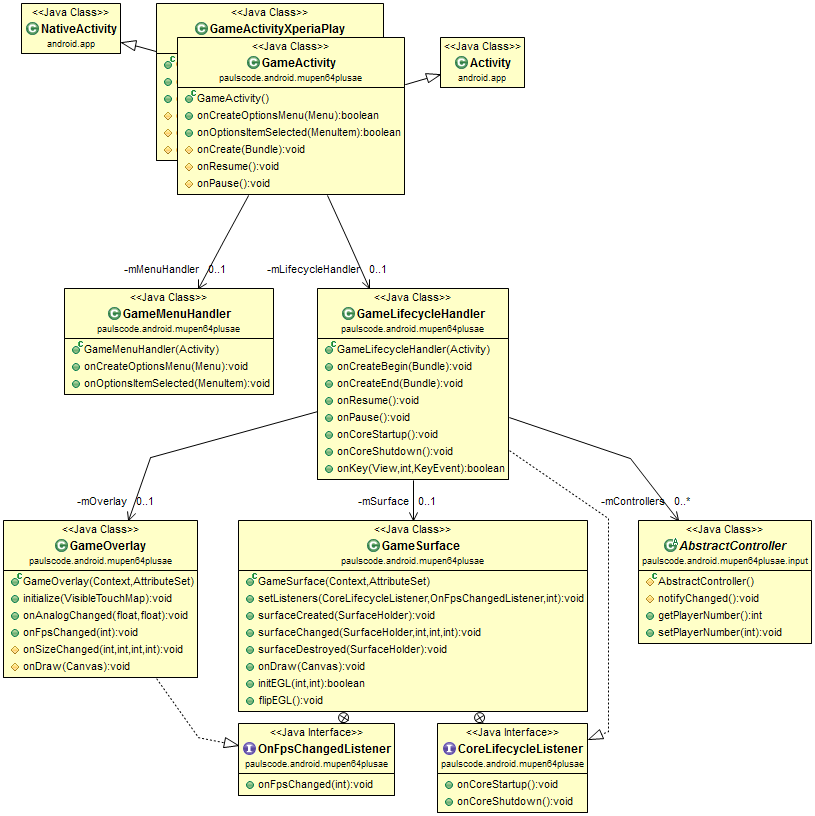 <<Java Class>>
NativeActivity
android.app
<<Java Class>>
GameActivityXperiaPlay
<<Java Class>>
GameActivity
paulscode.android.mupen64plusae
GameActivity()
onCreateOptionsMenu(Menu):boolean
onOptionsItemSelected(MenuItem):boolean
onCreate(Bundle):void
onResume():void
onPause():void
<<Java Class>>
Activity
android.app
-mMenuHandler 0..1
-mLifecycleHandler 0..1
<<Java Class>>
GameMenuHandler
paulscode.android.mupen64plusae
GameMenuHandler(Activity)
onCreateOptionsMenu(Menu):void
onOptionsItemSelected(MenuItem):void
<<Java Class>>
GameLifecycleHandler
paulscode.android.mupen64plusae
GameLifecycleHandler(Activity)
onCreateBegin(Bundle):void
onCreateEnd(Bundle):void
onResume():void
onPause():void
onCoreStartup():void
onCoreShutdown():void
onKey(View,int,KeyEvent):boolean
-mOverlay 0..1
-mSurface 0..1
-mControllers 0..*
<<Java Class>>
GameOverlay
paulscode.android.mupen64plusae
GameOverlay(Context,AttributeSet)
initialize(VisibleTouchMap):void
onAnalogChanged(float,float):void
onFpsChanged(int):void
onSizeChanged(int,int,int,int):void
onDraw(Canvas):void
<<Java Class>>
GameSurface
paulscode.android.mupen64plusae
GameSurface(Context,AttributeSet)
setListeners(CoreLifecycleListener,OnFpsChangedListener,int):void
surfaceCreated(SurfaceHolder):void
surfaceChanged(SurfaceHolder,int,int,int):void
surfaceDestroyed(SurfaceHolder):void
onDraw(Canvas):void
initEGL(int,int):boolean
flipEGL():void
<<Java Class>>
AbstractController
paulscode.android.mupen64plusae.input
AbstractController()
notifyChanged():void
getPlayerNumber():int
setPlayerNumber(int):void
<<Java Interface>>
OnFpsChangedListener
paulscode.android.mupen64plusae
onFpsChanged(int):void
<<Java Interface>>
CoreLifecycleListener
paulscode.android.mupen64plusae
onCoreStartup():void
onCoreShutdown():void